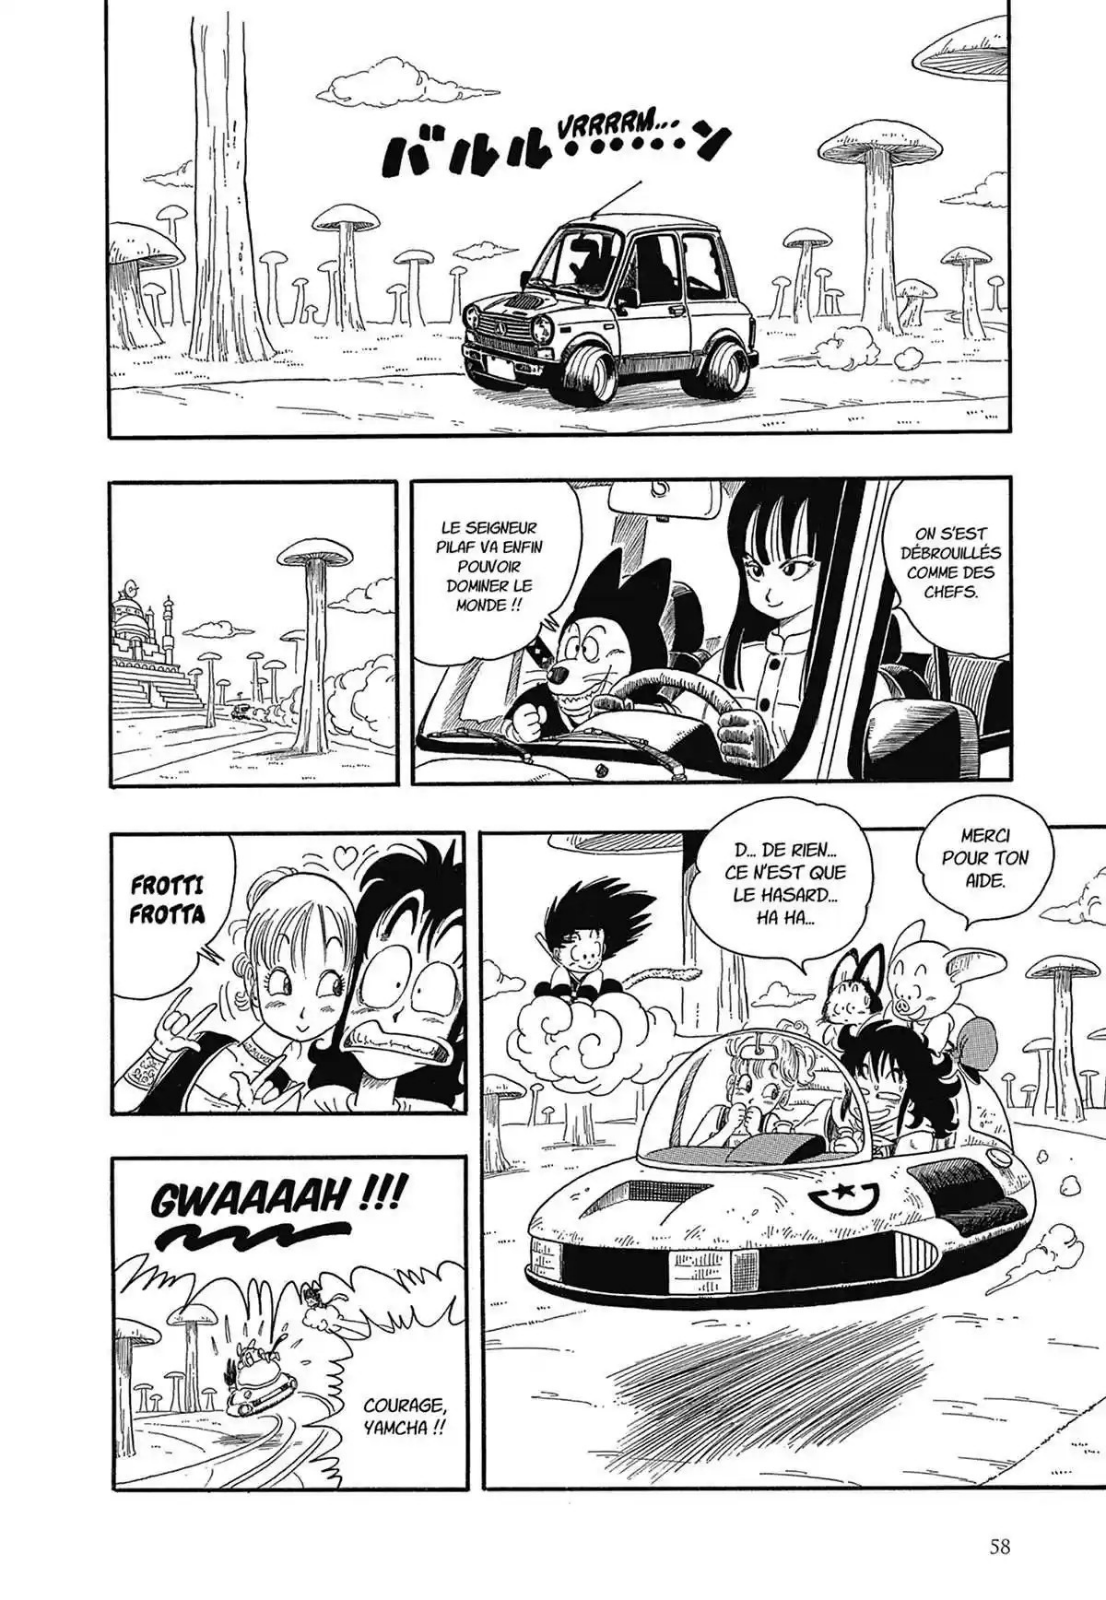 VRRRRM...
バルル・・・・・・ン
ON S'EST
DÉBROUILLÉS
COMME DES
CHEFS.
LE SEIGNEUR
PILAF VA ENFIN
POUVOIR
DOMINER LE
MONDE !!
MERCI
POUR TON
AIDE.
D... DE RIEN...
CE N'EST QUE
LE HASARD...
HA HA...
FROTTI
FROTTA
GWAAAAH !!!
COURAGE,
YAMCHA !!
58